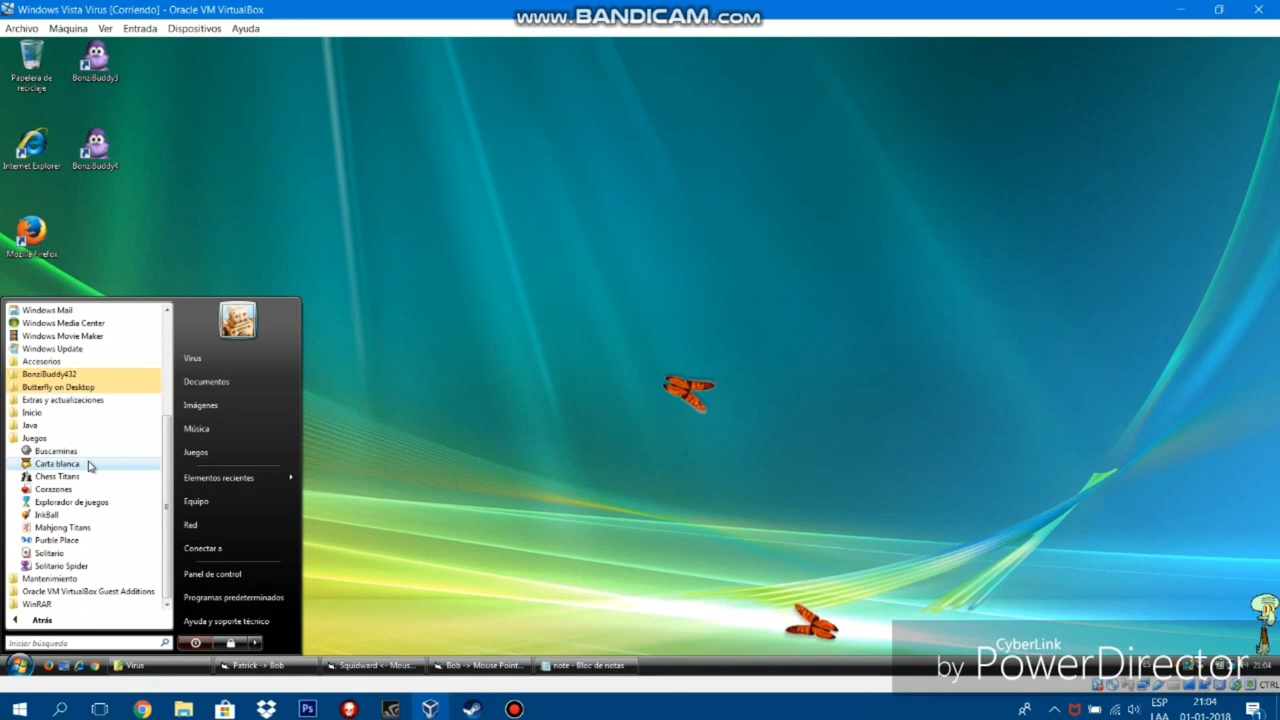 Windows Vista Virus [Corriendo] - Oracle VM VirtualBox
www.BANDICAM.com
Archivo Máquina Ver Entrada Dispositivos Ayuda
Papelera de reciclaje
BonziBuddy3
Internet Explorer
BonziBuddy4
Mozilla Firefox
Windows Mail
Windows Media Center
Windows Movie Maker
Windows Update
Accesorios
BonziBuddy432
Butterfly on Desktop
Extras y actualizaciones
Inicio
Java
Juegos
Buscaminas
Carta blanca
Chess Titans
Corazones
Explorador de juegos
InkBall
Mahjong Titans
Purble Place
Solitario
Solitario Spider
Mantenimiento
Oracle VM VirtualBox Guest Additions
WinRAR
Atrás
Iniciar búsqueda
Virus
Documentos
Imágenes
Música
Juegos
Elementos recientes
Equipo
Red
Conectar a
Panel de control
Programas predeterminados
Ayuda y soporte técnico
Virus
Patrick -> Bob
Squidward <- Mous...
Bob -> Mouse Point...
note - Bloc de notas
21:04
CyberLink
by PowerDirector
CTRL
ESP
LAA
21:04
01-01-2018